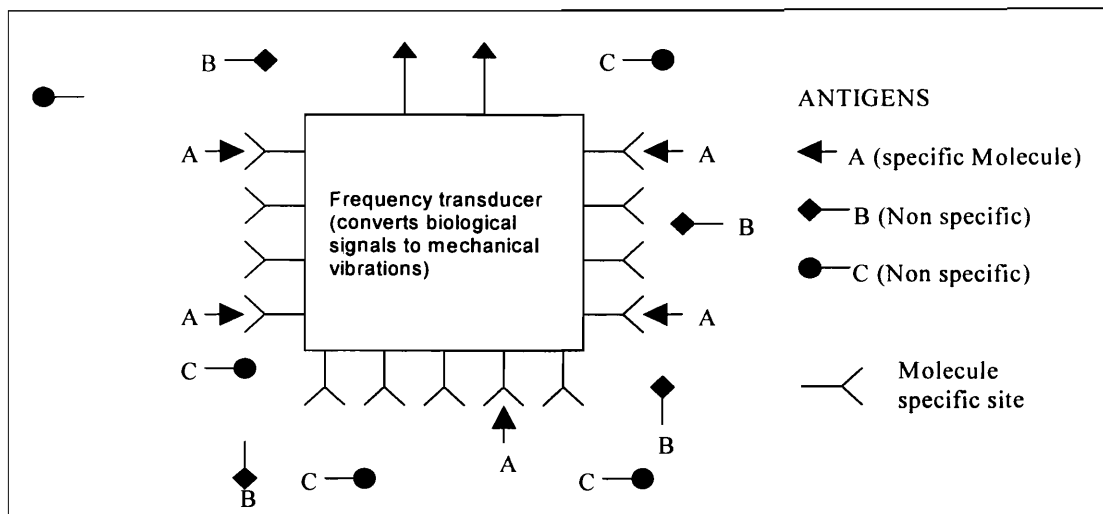 B
C
ANTIGENS
A
A
A (specific Molecule)
Frequency transducer
(converts biological
signals to mechanical
vibrations)
B
B (Non specific)
C (Non specific)
A
A
C
Molecule
specific site
B
A
C
C
B